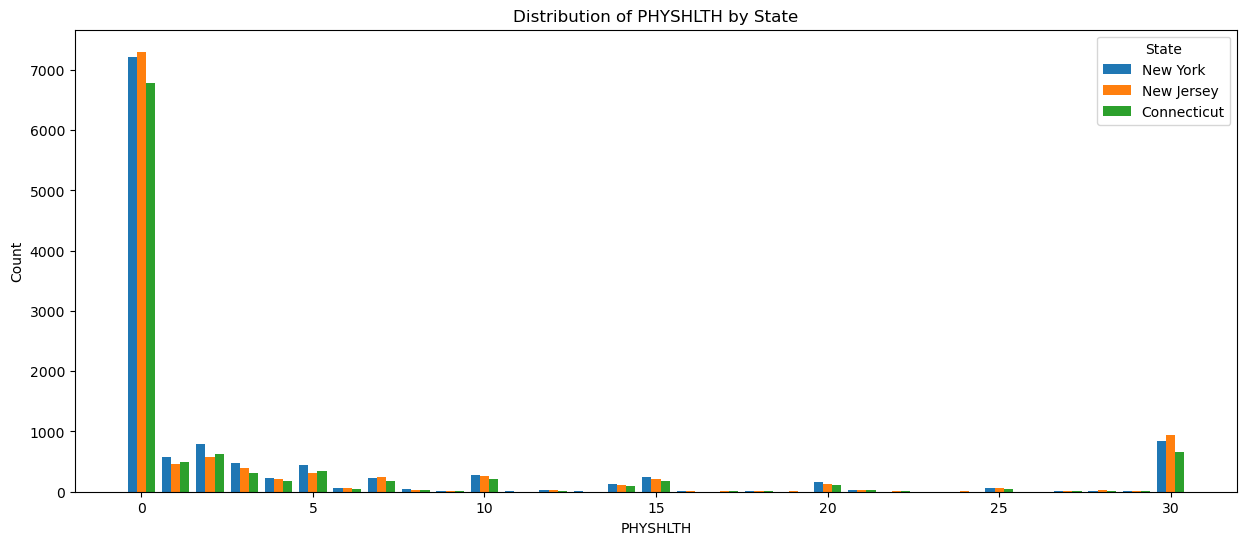 Distribution of PHYSHLTH by State
State
New York
New Jersey
Connecticut
7000
6000
5000
4000
3000
2000
1000
0
Count
0 5 10 15 20 25 30
PHYSHLTH